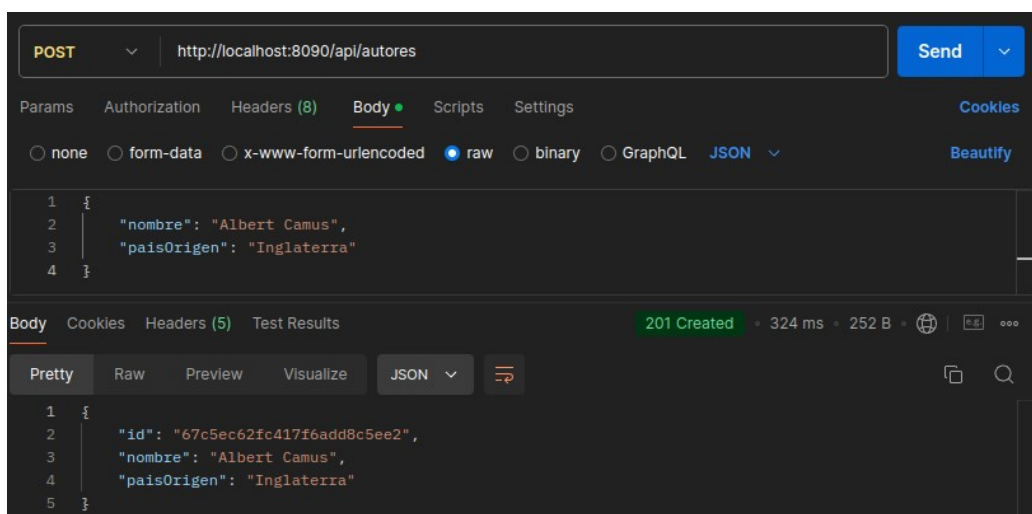 POST http://localhost:8090/api/autores Send
Params Authorization Headers (8) Body Scripts Settings Cookies
none form-data x-www-form-urlencoded raw binary GraphQL JSON Beautify
1 {
2 "nombre": "Albert Camus",
3 "paisOrigen": "Inglaterra"
4 }
Body Cookies Headers (5) Test Results 201 Created 324 ms 252 B e.g.
Pretty Raw Preview Visualize JSON
1 {
2 "id": "67c5ec62fc417f6add8c5ee2",
3 "nombre": "Albert Camus",
4 "paisOrigen": "Inglaterra"
5 }